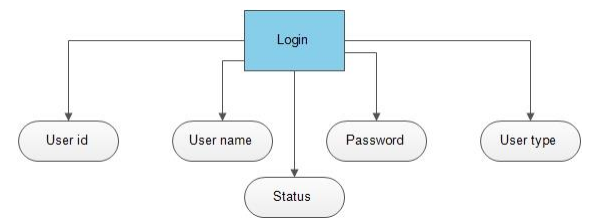 Login
User id
User name
Password
User type
Status